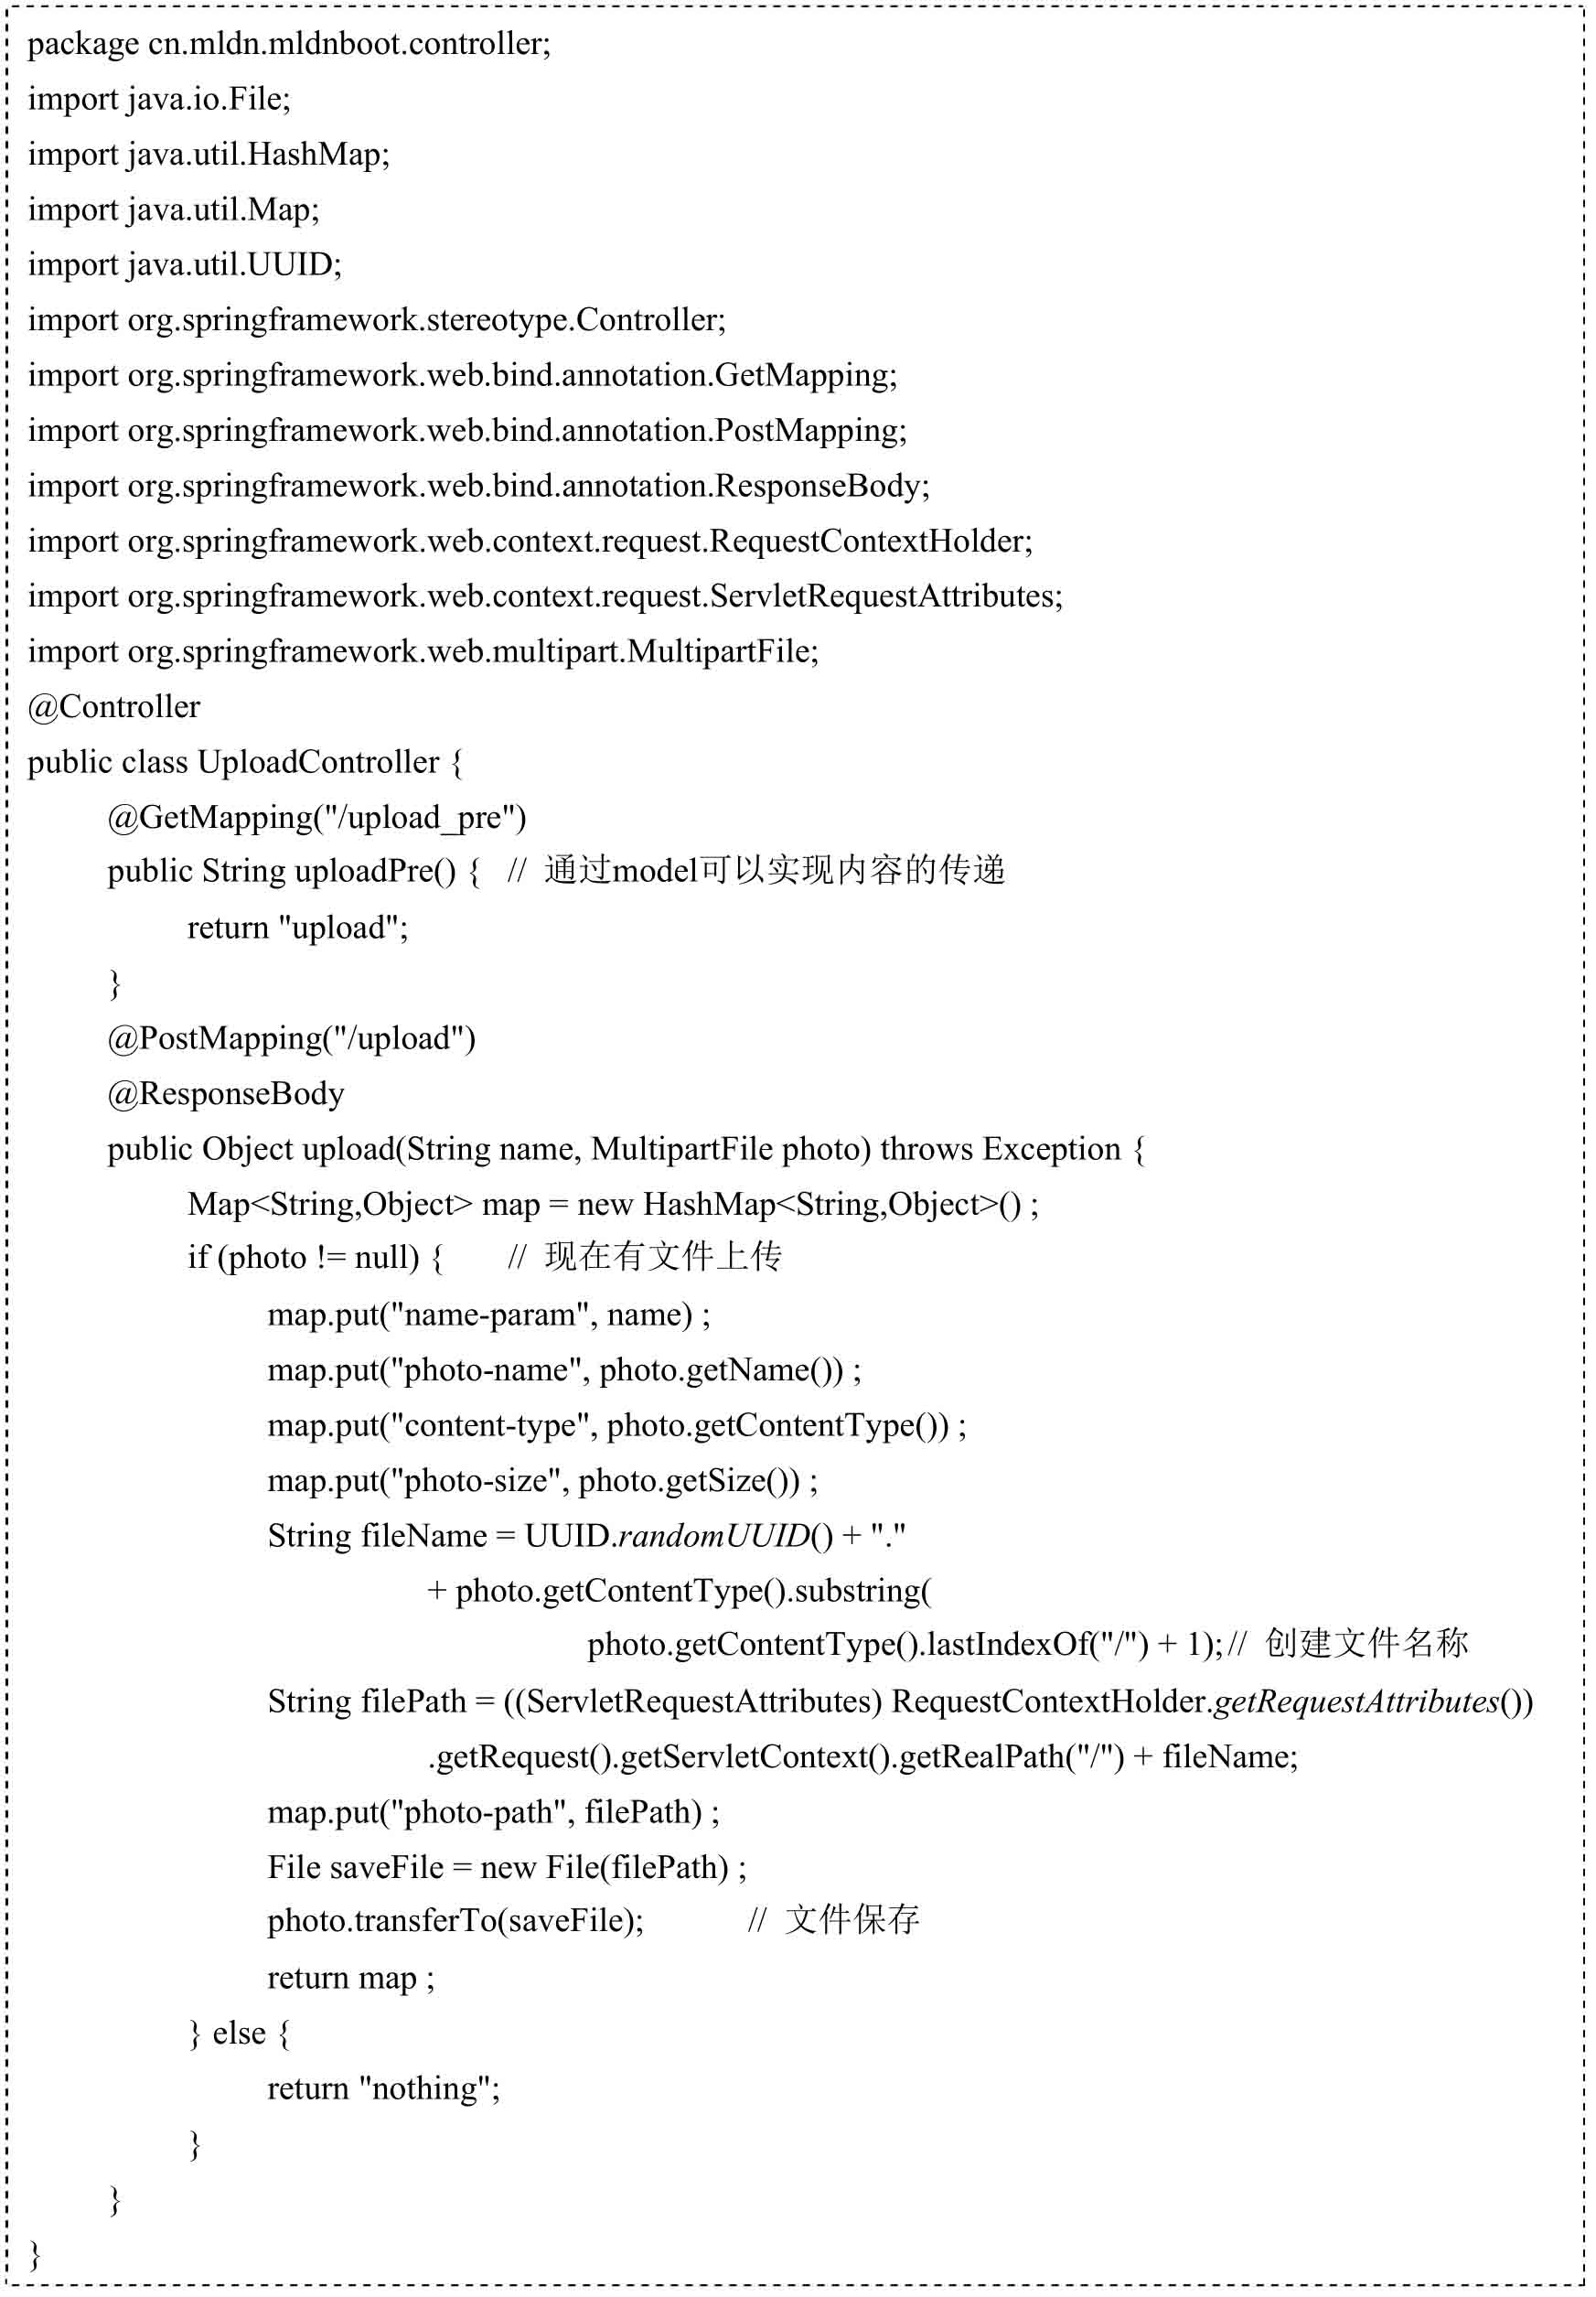 package cn.mldn.mldnboot.controller;
import java.io.File;
import java.util.HashMap;
import java.util.Map;
import java.util.UUID;
import org.springframework.stereotype.Controller;
import org.springframework.web.bind.annotation.GetMapping;
import org.springframework.web.bind.annotation.PostMapping;
import org.springframework.web.bind.annotation.ResponseBody;
import org.springframework.web.context.request.RequestContextHolder;
import org.springframework.web.context.request.ServletRequestAttributes;
import org.springframework.web.multipart.MultipartFile;
@Controller
public class UploadController {
@GetMapping("/upload_pre")
public String uploadPre() { // 通过model可以实现内容的传递
return "upload";
}
@PostMapping("/upload")
@ResponseBody
public Object upload(String name, MultipartFile photo) throws Exception {
Map<String,Object> map = new HashMap<String,Object>() ;
if (photo != null) { // 现在有文件上传
map.put("name-param", name) ;
map.put("photo-name", photo.getName()) ;
map.put("content-type", photo.getContentType()) ;
map.put("photo-size", photo.getSize()) ;
String fileName = UUID.randomUUID() + "."
+ photo.getContentType().substring(
photo.getContentType().lastIndexOf("/") + 1);// 创建文件名称
String filePath = ((ServletRequestAttributes) RequestContextHolder.getRequestAttributes())
.getRequest().getServletContext().getRealPath("/") + fileName;
map.put("photo-path", filePath) ;
File saveFile = new File(filePath) ;
photo.transferTo(saveFile); // 文件保存
return map ;
} else {
return "nothing";
}
}
}